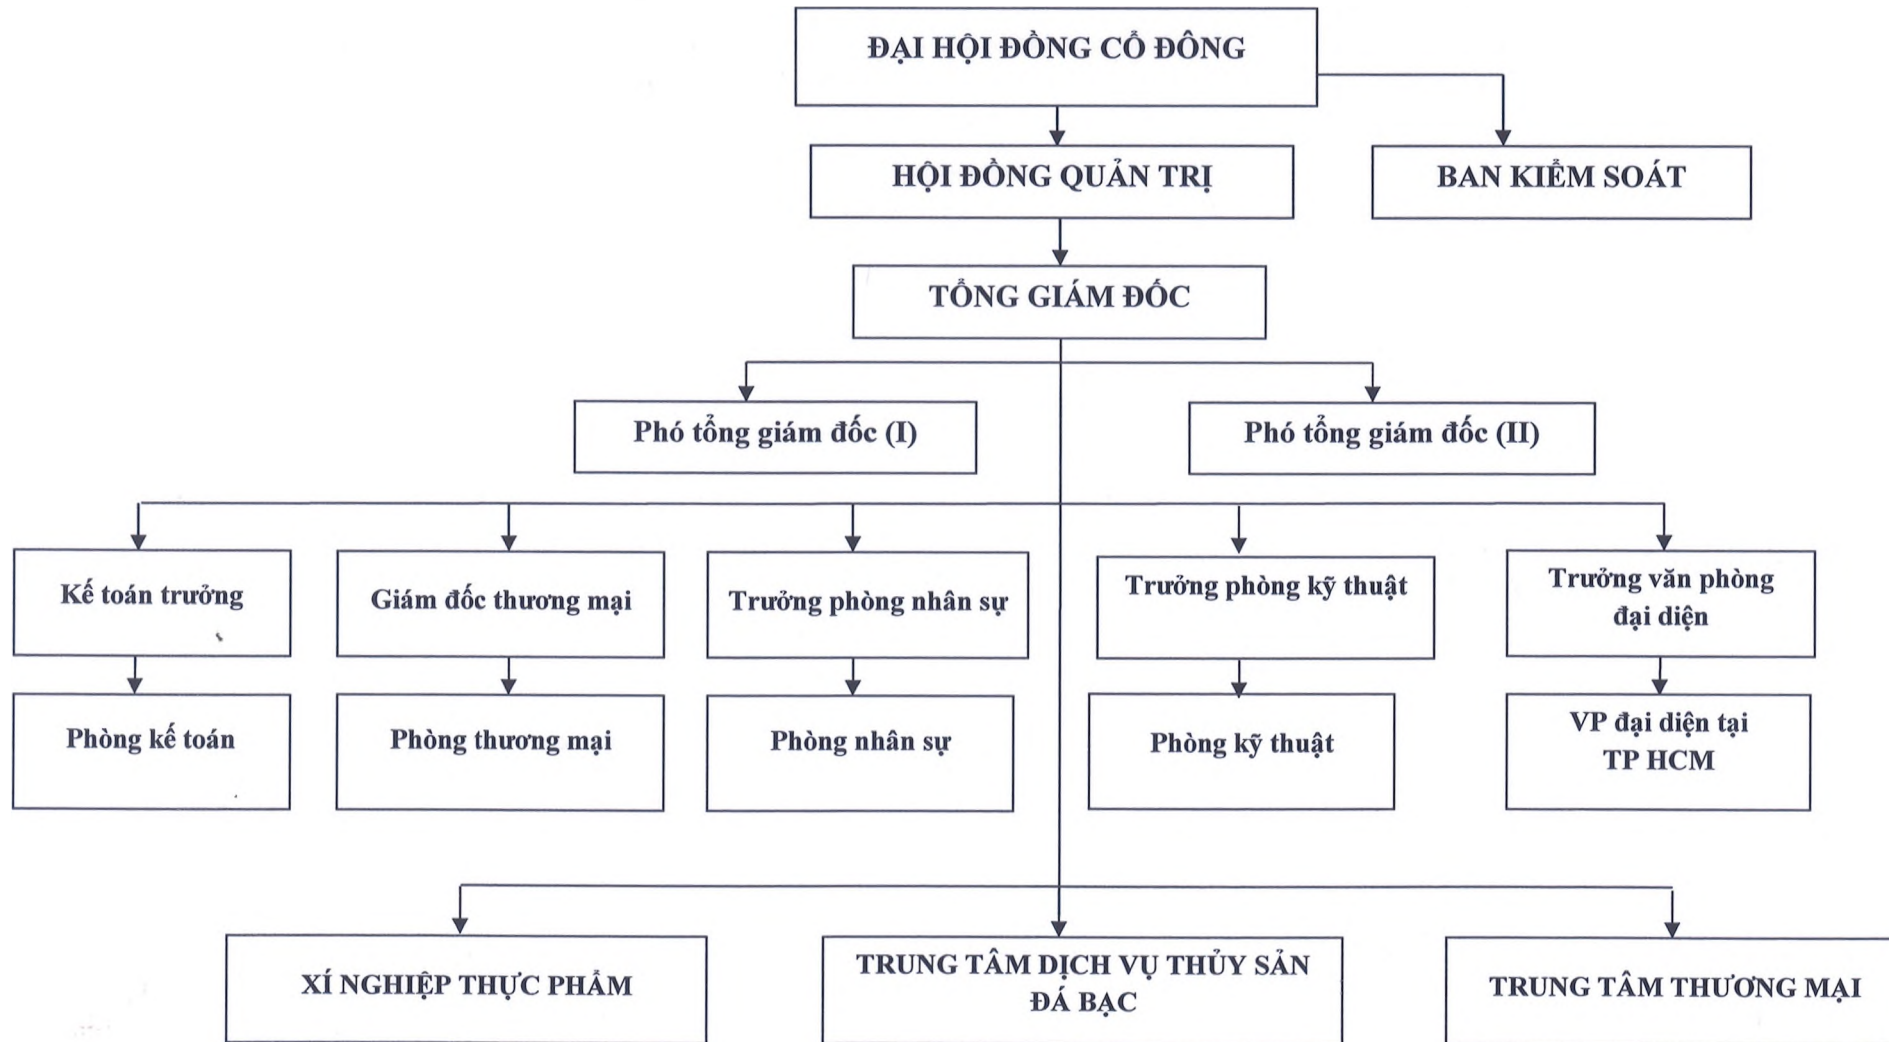 ĐẠI HỘI ĐỒNG CỔ ĐÔNG
HỘI ĐỒNG QUẢN TRỊ
BAN KIỂM SOÁT
TỔNG GIÁM ĐỐC
Phó tổng giám đốc (I)
Phó tổng giám đốc (II)
Kế toán trưởng
Giám đốc thương mại
Trưởng phòng nhân sự
Trưởng phòng kỹ thuật
Trưởng văn phòng
đại diện
Phòng kế toán
Phòng thương mại
Phòng nhân sự
Phòng kỹ thuật
VP đại diện tại
TP HCM
XÍ NGHIỆP THỰC PHẨM
TRUNG TÂM DỊCH VỤ THỦY SẢN
ĐÁ BẠC
TRUNG TÂM THƯƠNG MẠI